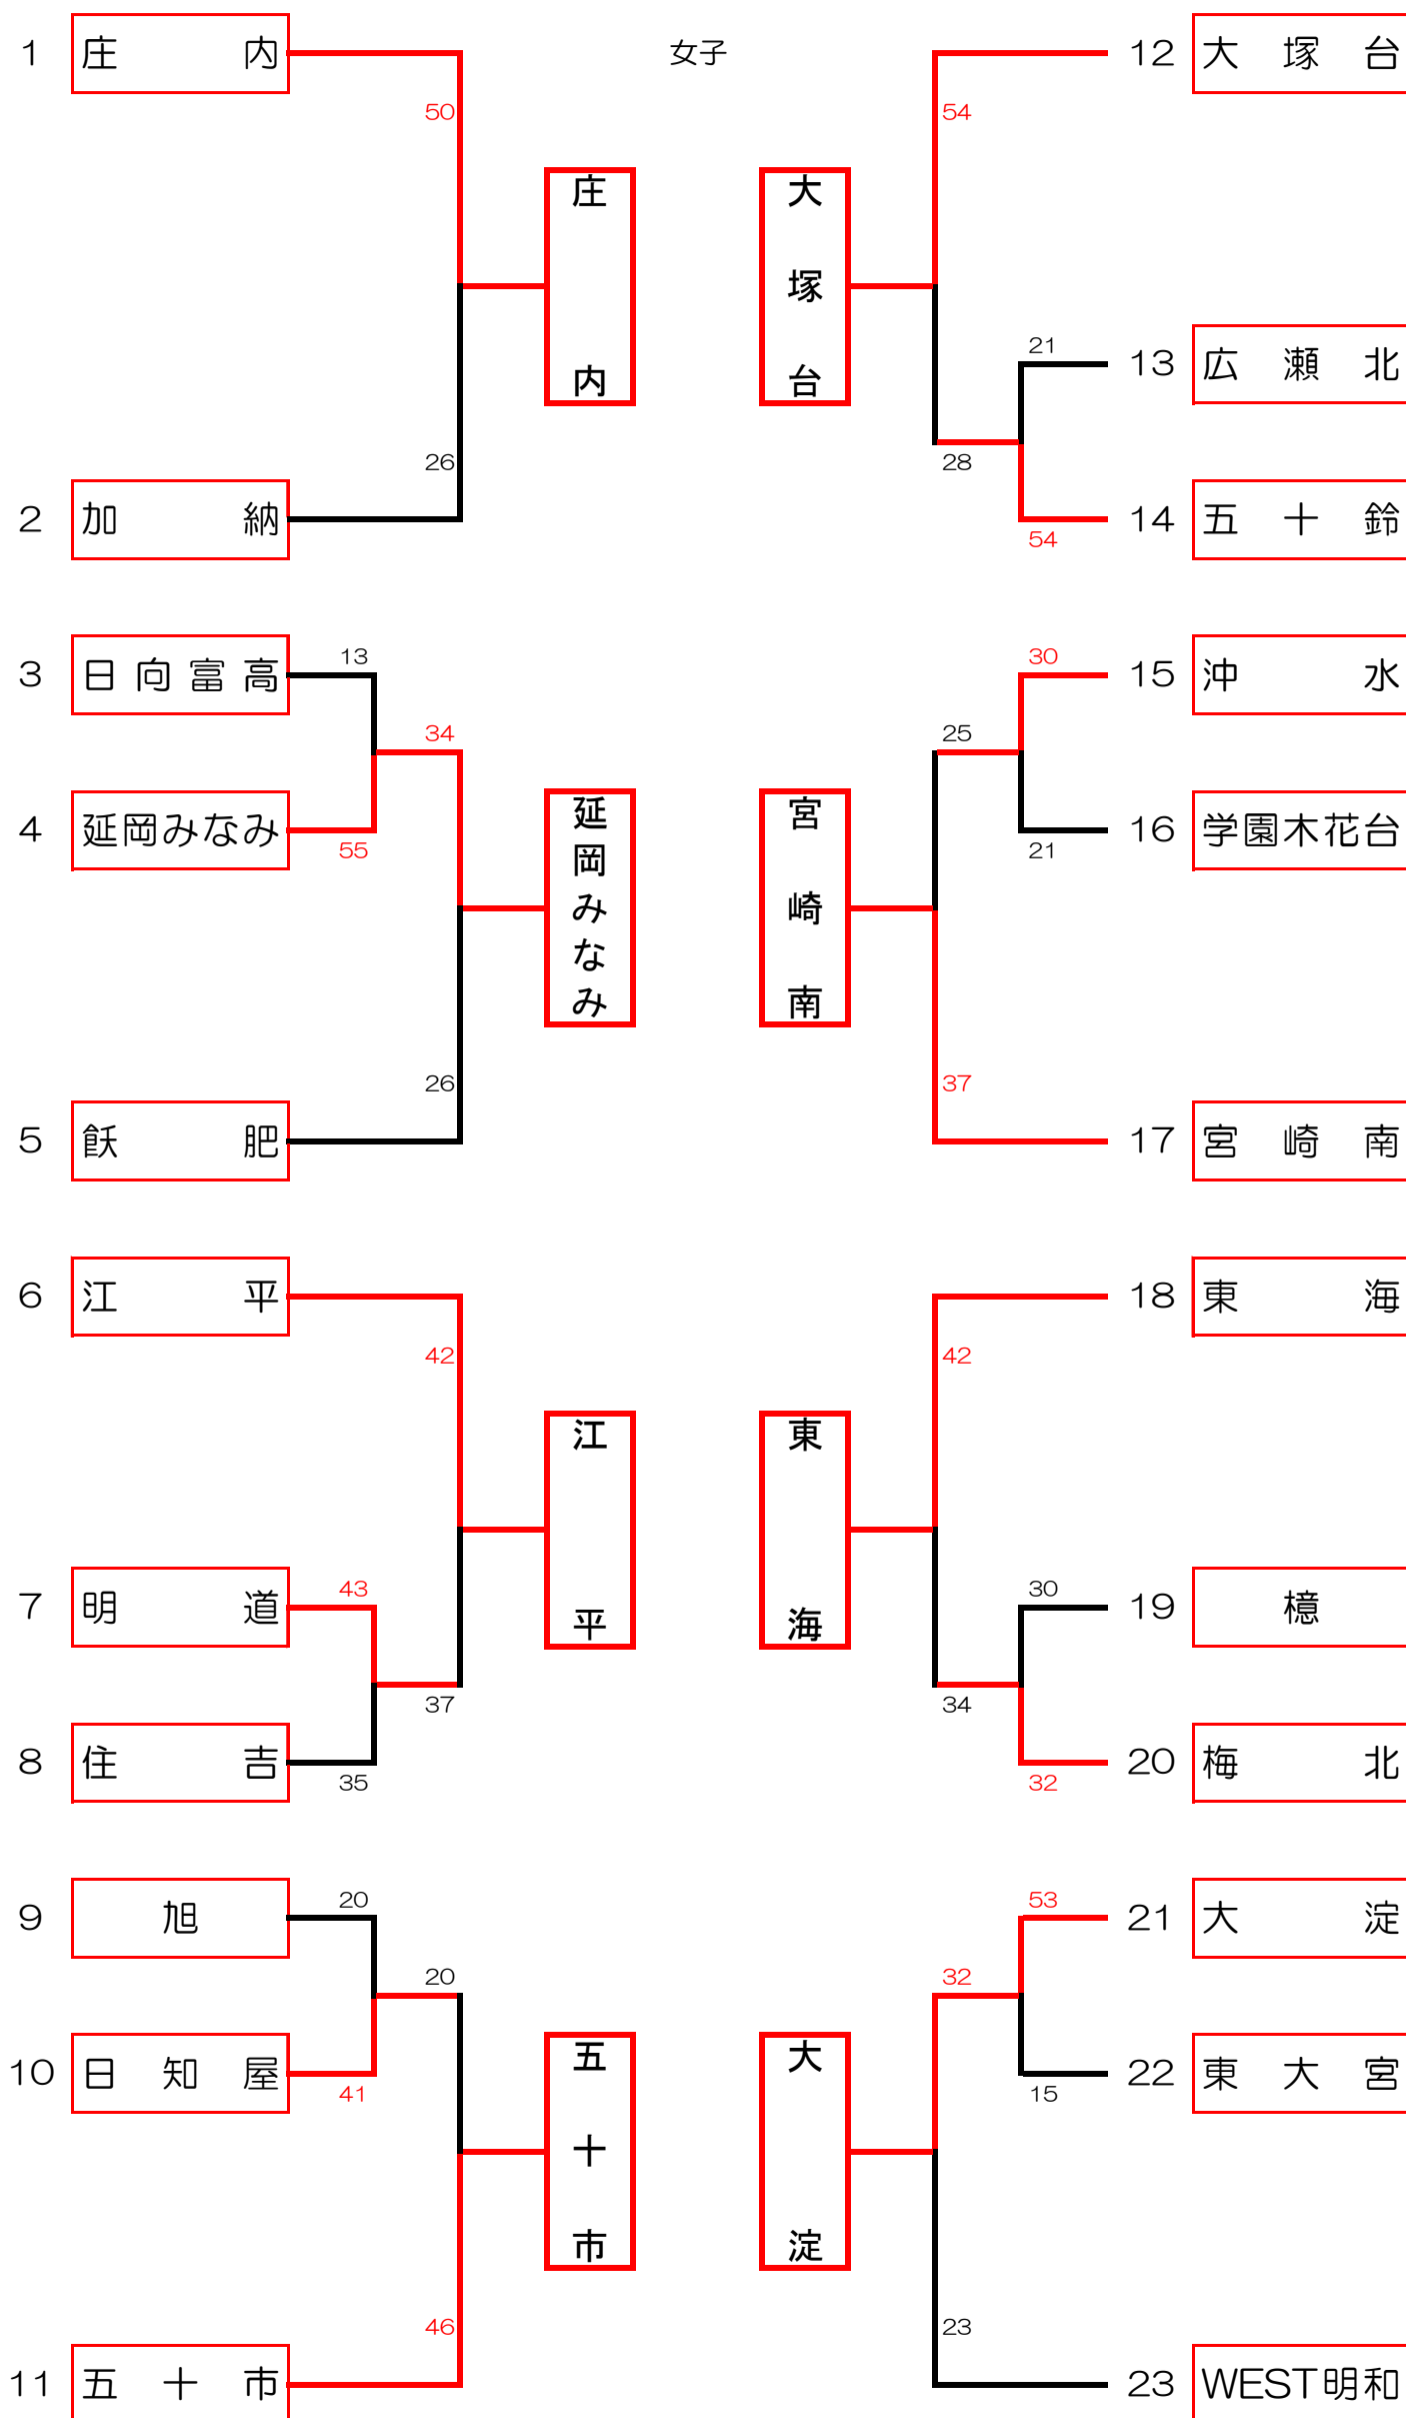 女子
1 庄内
50
庄内
26
2 加納
3 日向富高
13
34
4 延岡みなみ
55
延岡みなみ
26
5 飫肥
6 江平
42
江平
7 明道
43
37
8 住吉
35
9 旭
20
20
10 日知屋
41
五十市
46
11 五十市
12 大塚台
54
大塚台
21
13 広瀬北
28
14 五十鈴
54
30
15 沖水
25
16 学園木花台
21
宮崎南
37
17 宮崎南
18 東海
42
東海
30
19 檍
34
20 梅北
32
53
21 大淀
32
22 東大宮
15
大淀
23
23 WEST明和